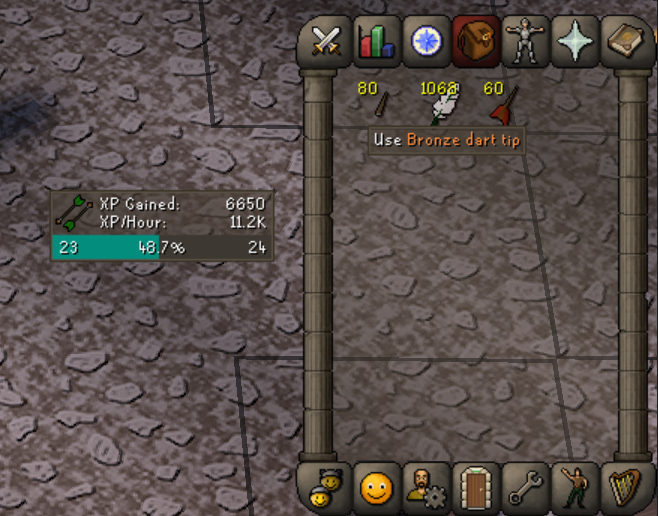 80 1068 60
Use Bronze dart tip
XP Gained: 6650
XP/Hour: 11.2K
23 48.7% 24